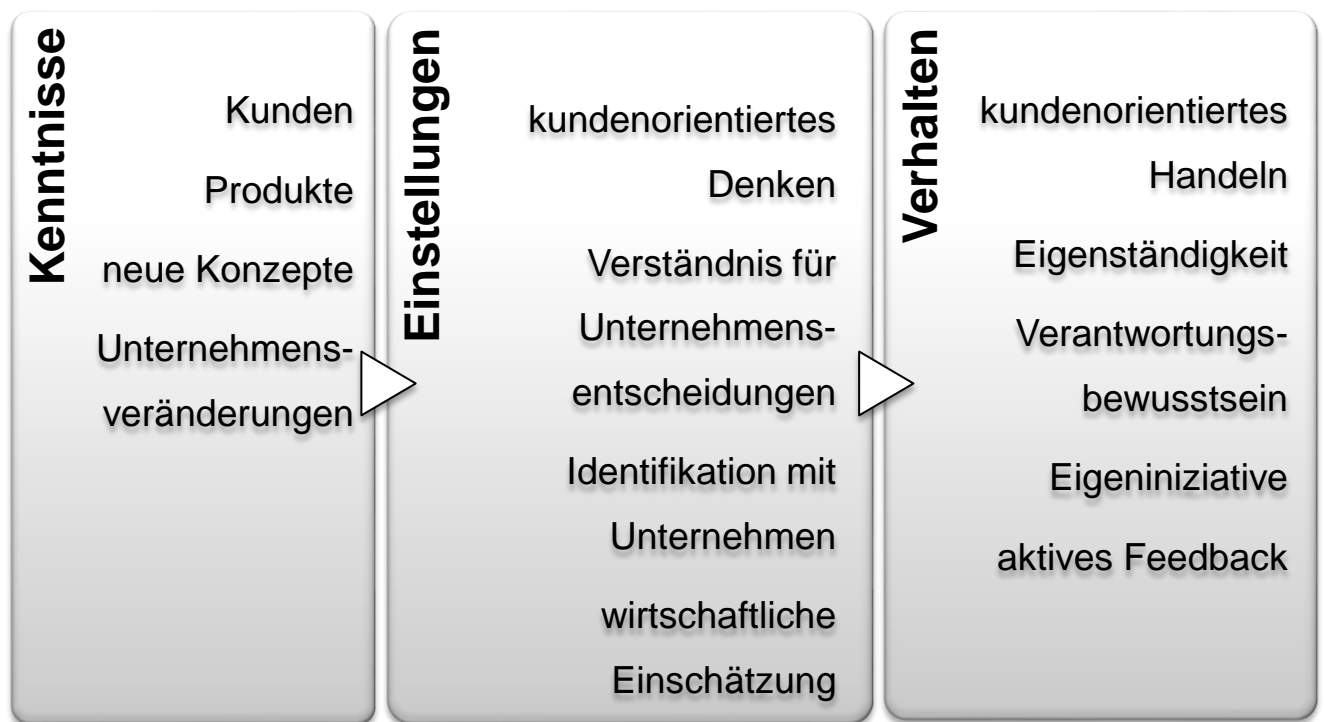 Kenntnisse
Kunden
Produkte
neue Konzepte
Unternehmens-
veränderungen
Einstellungen
kundenorientiertes
Denken
Verständnis für
Unternehmens-
entscheidungen
Identifikation mit
Unternehmen
wirtschaftliche
Einschätzung
Verhalten
kundenorientiertes
Handeln
Eigenständigkeit
Verantwortungs-
bewusstsein
Eigeniniziative
aktives Feedback